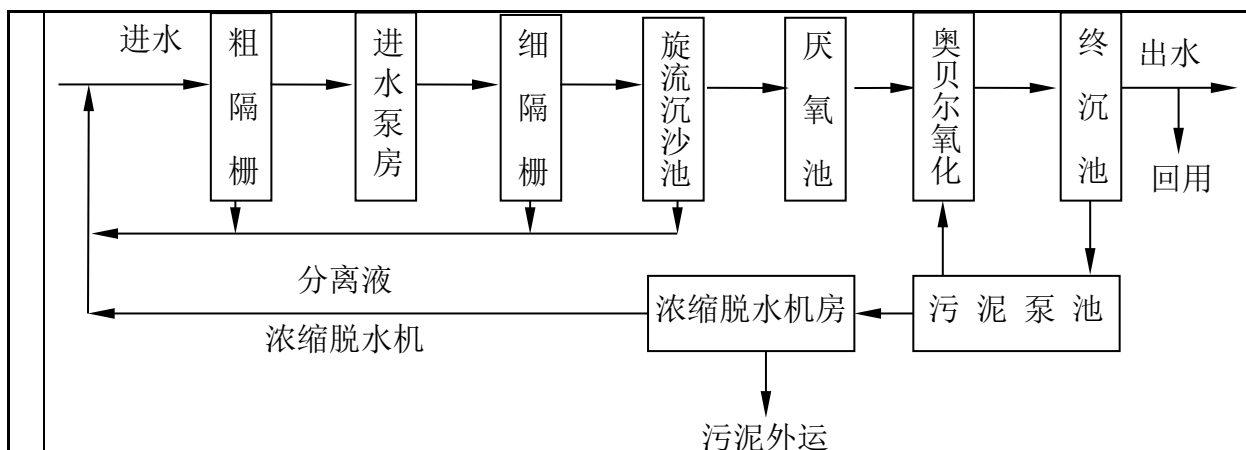 进水
粗隔栅
进水泵房
细隔栅
旋流沉沙池
厌氧池
奥贝尔氧化
终沉池
出水
回用
分离液
浓缩脱水机
浓缩脱水机房
污泥泵池
污泥外运